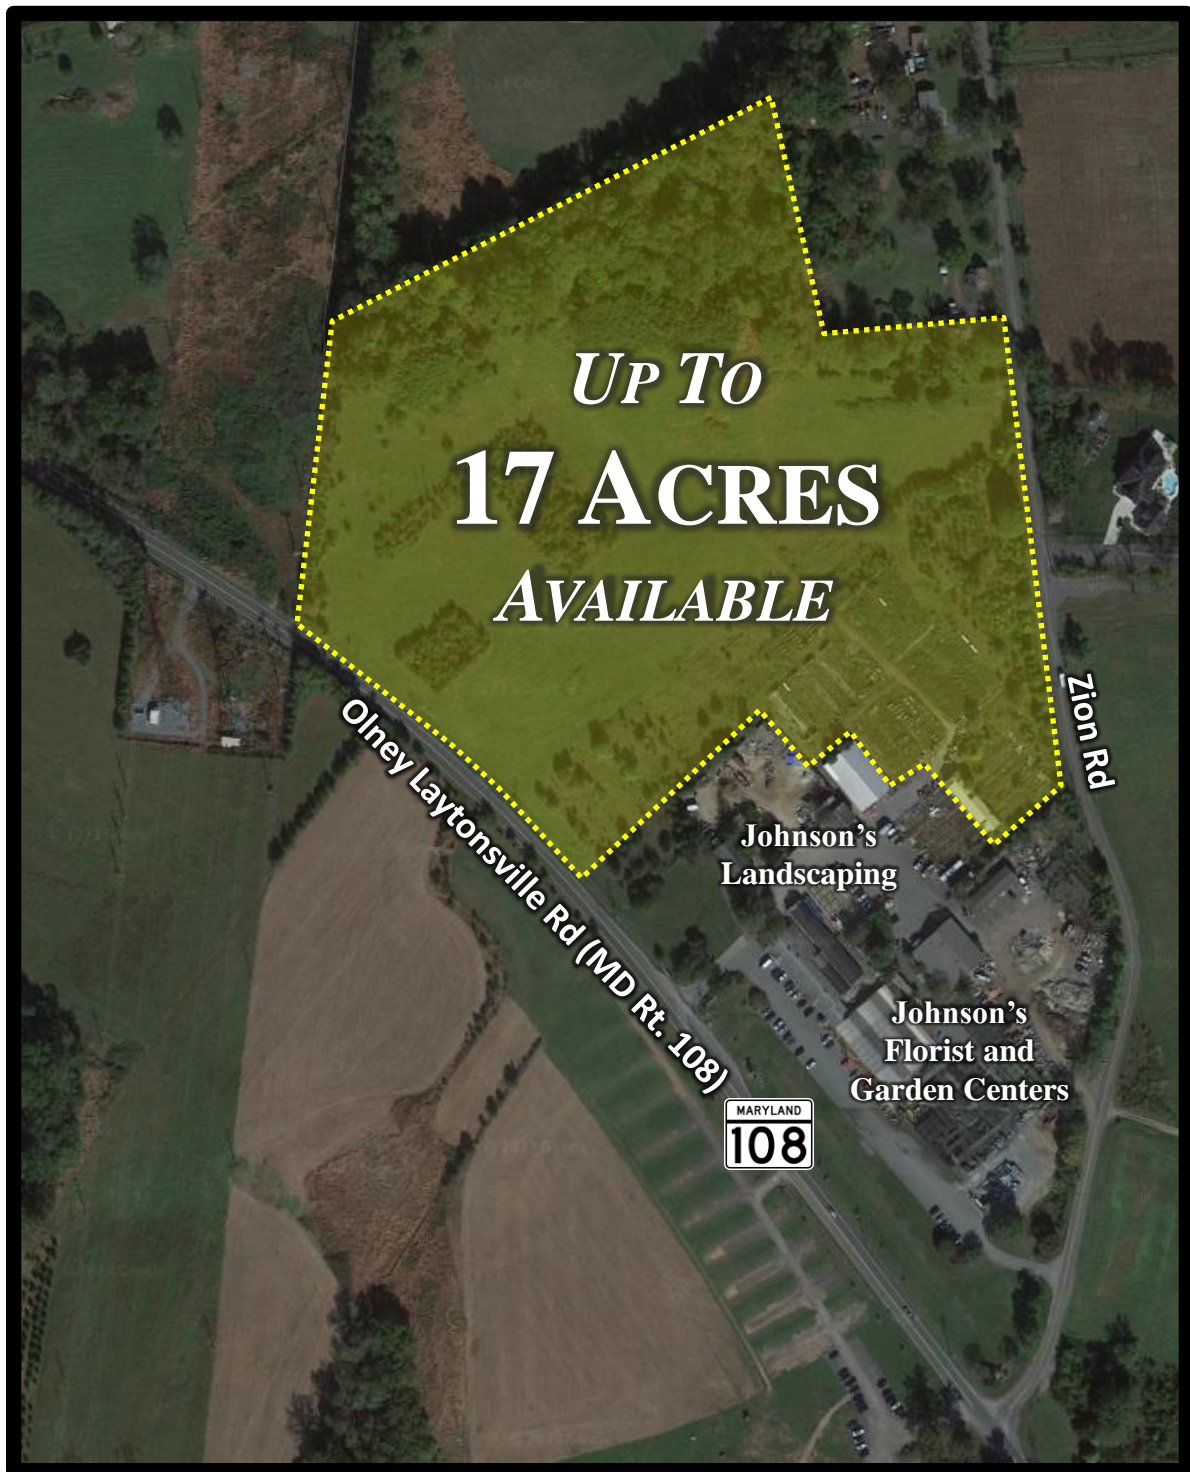 UP TO
17 ACRES
AVAILABLE
Zion Rd
Olney Laytonsville Rd (MD Rt. 108)
Johnson's
Landscaping
Johnson's
Florist and
Garden Centers
MARYLAND
108